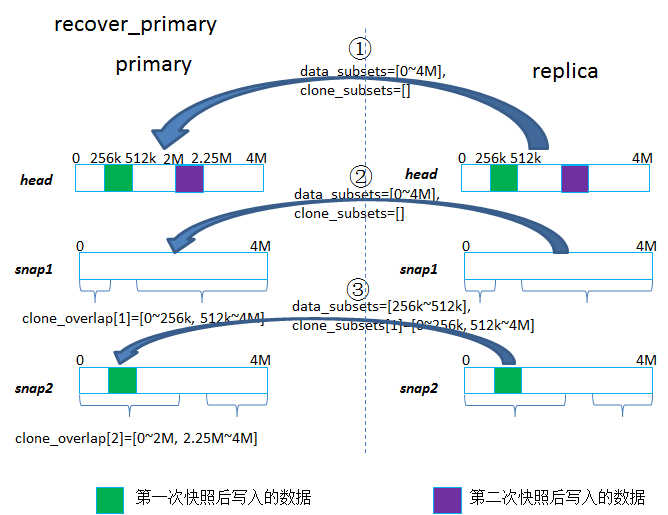 recover_primary
primary
replica
①
data_subsets=[0~4M],
clone_subsets=[]
0 256k 512k 2M 2.25M 4M
head
0 256k 512k 4M
head
②
data_subsets=[0~4M],
clone_subsets=[]
0 4M
snap1
0 4M
snap1
clone_overlap[1]=[0~256k, 512k~4M]
③
data_subsets=[256k~512k],
clone_subsets[1]=[0~256k, 512k~4M]
0 4M
snap2
0 4M
snap2
clone_overlap[2]=[0~2M, 2.25M~4M]
第一次快照后写入的数据
第二次快照后写入的数据